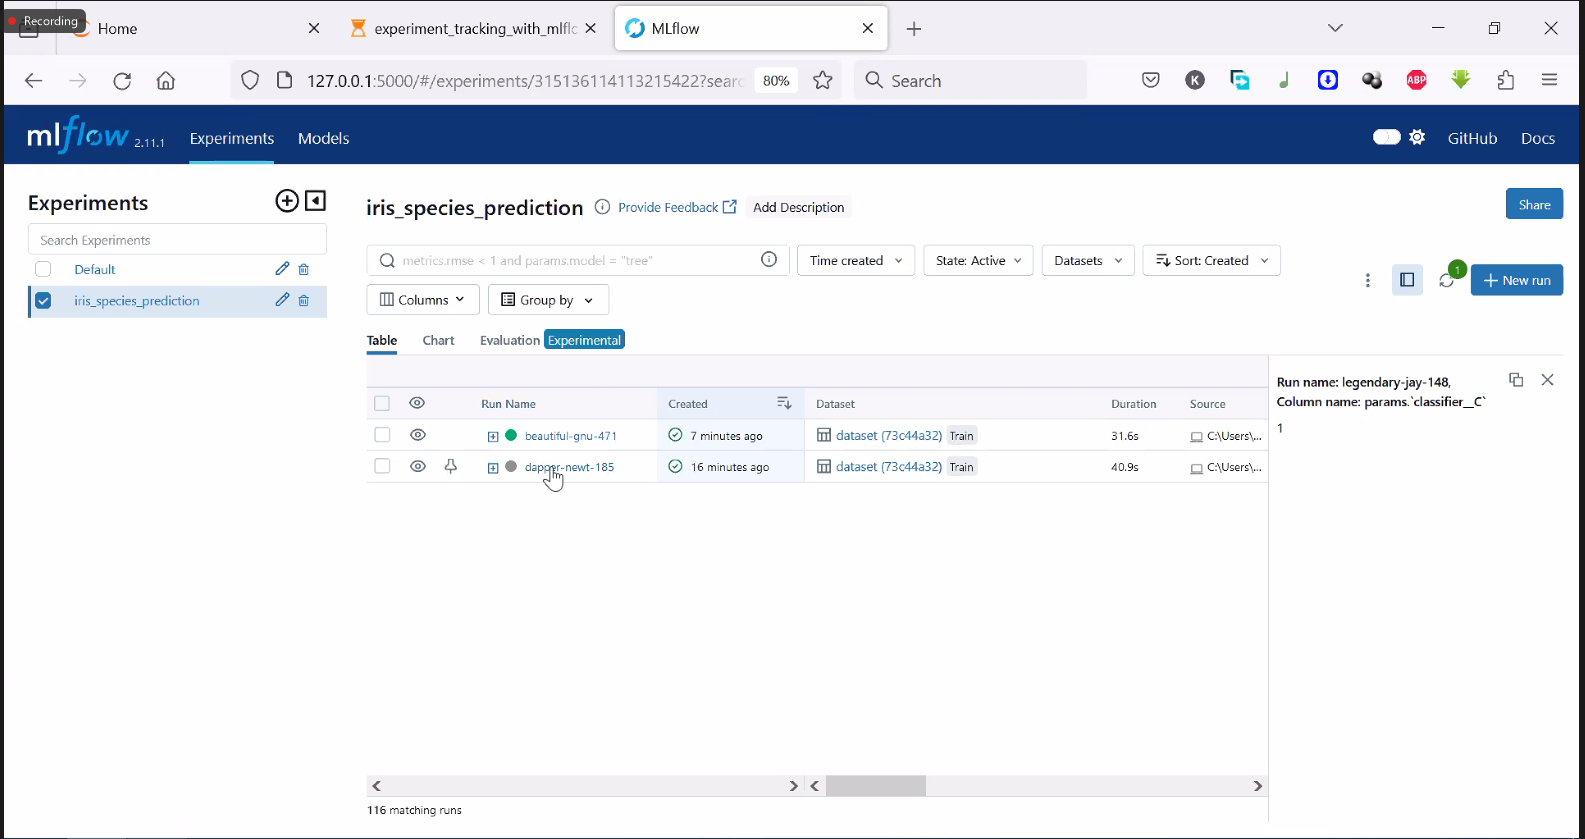 Recording
Home
experiment_tracking_with_mlflo
MLflow
127.0.0.1:5000/#/experiments/315136114113215422?searc
80%
Search
K
ABP
mlflow 2.11.1
Experiments
Models
GitHub
Docs
Experiments
Search Experiments
Default
iris_species_prediction
iris_species_prediction
Provide Feedback
Add Description
Share
metrics.rmse < 1 and params.model = "tree"
Time created
State: Active
Datasets
Sort: Created
1
New run
Columns
Group by
Table
Chart
Evaluation Experimental
Run Name
Created
Dataset
Duration
Source
beautiful-gnu-471
7 minutes ago
dataset (73c44a32) Train
31.6s
C:\Users\...
dapper-newt-185
16 minutes ago
dataset (73c44a32) Train
40.9s
C:\Users\...
Run name: legendary-jay-148,
Column name: params.`classifier__C`
1
116 matching runs